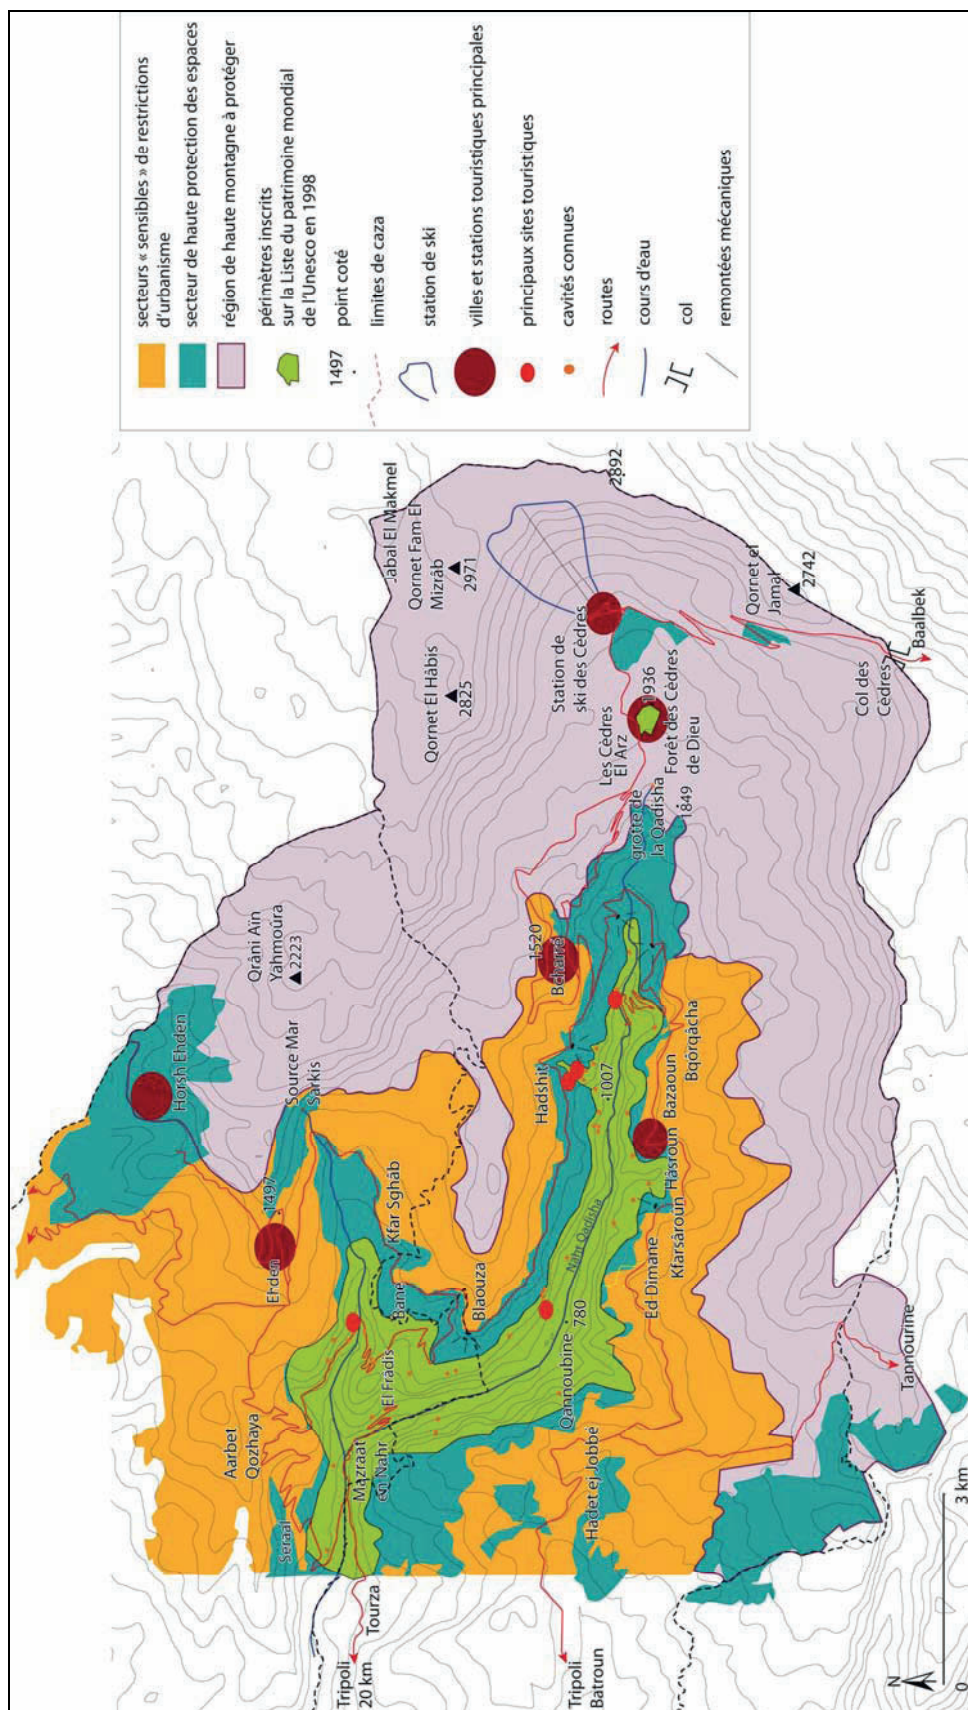 secteurs « sensibles » de restrictions
d'urbanisme
secteur de haute protection des espaces
région de haute montagne à protéger
périmètres inscrits
sur la Liste du patrimoine mondial
de l'Unesco en 1998
1497
point coté
limites de caza
station de ski
villes et stations touristiques principales
principaux sites touristiques
cavités connues
routes
cours d'eau
col
remontées mécaniques
Horsh Ehden
Qrâni Aïn
Yahmoûra
2223
Source Mar
Sarkis
1497
Ehden
Aarbet
Qozhaya
Seraal
Jabal El Makmel
Qornet Fam El
Mizrâb
2971
Qornet El Hâbis
2825
2892
Kfar Sghâb
Bane
Blaouza
El Fradis
Mazraat
en Nahr
Tourza
Tripoli
20 km
1520
Bcharré
Hadshit
Station de
ski des Cèdres
Les Cèdres
El Arz
1936
Forêt des Cèdres
de Dieu
grotte de
la Qadisha
1849
1007
Nahr Qadisha
780
Qannoubine
Hadet ej Jobbé
Ed Dimane
Kfarsâroun
Hasroun
Bazaoun
Bqórqâcha
Tripoli
Batroun
Qornet el
Jamal
2742
Col des
Cèdres
Baalbek
Tannourine
N
0
3 km